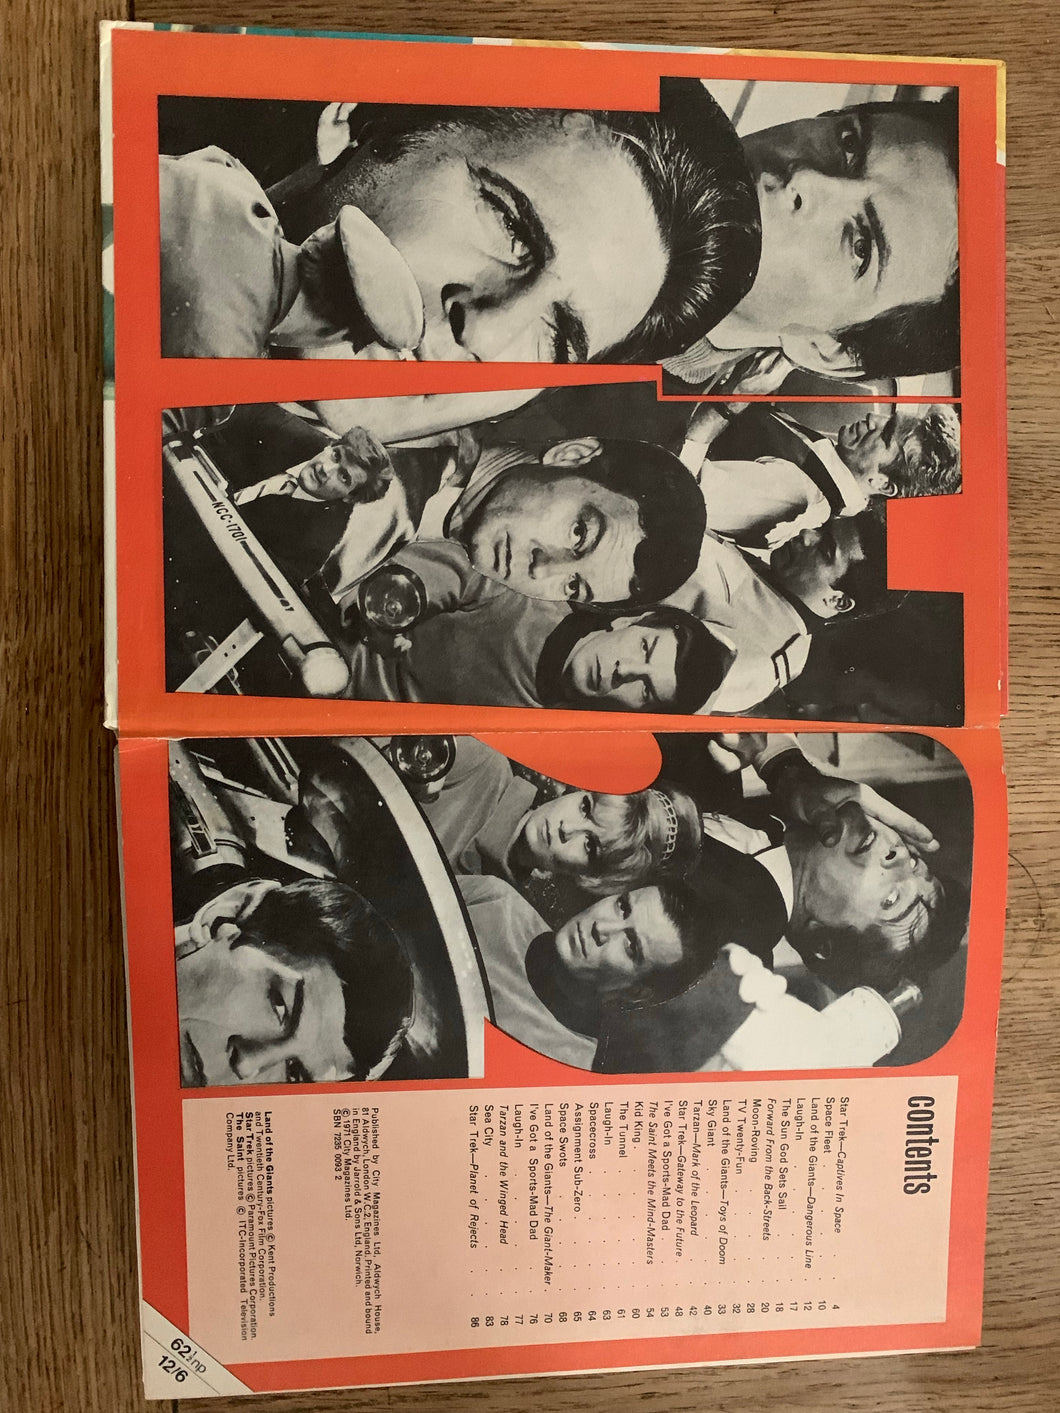 NCC-1701
contents
Star Trek—Captives In Space . . 4
Space Fleet . . . . 10
Land of the Giants—Dangerous Line 12
Laugh-In . . . . 17
The Sun God Sets Sail . . 18
Forward From the Back-Streets . 20
Moon-Roving . . . . 28
TV Twenty-Fun . . . . 32
Land of the Giants—Toys of Doom . 33
Sky Giant . . . . 40
Tarzan—Mark of the Leopard . 42
Star Trek—Gateway to the Future . 48
I've Got a Sports-Mad Dad . . 53
The Saint Meets the Mind-Masters . 54
Kid King . . . . 60
The Tunnel . . . . 61
Laugh-In . . . . 63
Spacecross . . . . 64
Assignment Sub-Zero . . . 65
Space Swots . . . . 68
Land of the Giants—The Giant-Maker . 70
I've Got a Sports-Mad Dad . . 76
Laugh-In . . . . 77
Tarzan and the Winged Head . . 78
Sea City . . . . 83
Star Trek—Planet of Rejects . . 86
Published by City Magazines Ltd., Aldwych House,
81 Aldwych, London W.C.2, England. Printed and bound
in England by Jarrold & Sons Ltd, Norwich.
© 1971 City Magazines Ltd.
SBN 7235 0093 2
Land of the Giants pictures © Kent Productions
and Twentieth Century-Fox Film Corporation.
Star Trek pictures © Paramount Pictures Corporation.
The Saint pictures © ITC-Incorporated Television
Company Ltd.
62½np
12/6